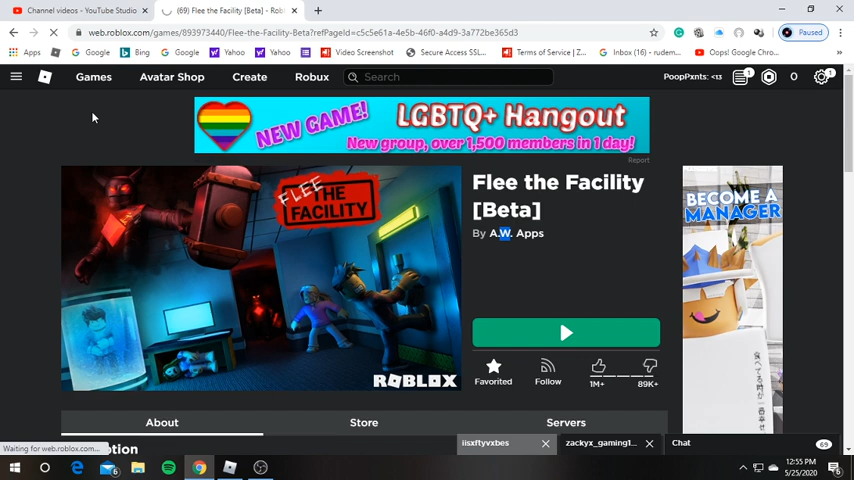 Channel videos - YouTube Studio
(69) Flee the Facility [Beta] - Rob
web.roblox.com/games/893973440/Flee-the-Facility-Beta?refPageId=c5c5e61a-4e5b-46f0-a4d9-3a772be365d3
Paused
Apps
Google
Bing
Google
Yahoo
Yahoo
Video Screenshot
Secure Access SSL...
Terms of Service | Z...
Inbox (16) - rudem...
Google Chro...
Games
Avatar Shop
Create
Robux
Search
PoopPxnts: <13
1
0
1
NEW GAME!
LGBTQ+ Hangout
New group, over 1,500 members in 1 day!
Report
FLEE THE FACILITY
ROBLOX
Flee the Facility
[Beta]
By A.W. Apps
BECOME A
MANAGER
Favorited
Follow
1M+
89K+
About
Store
Servers
Waiting for web.roblox.com...
iisxftyvxbes
zackyx_gaming1...
Chat
69
6
12:55 PM
5/25/2020
6